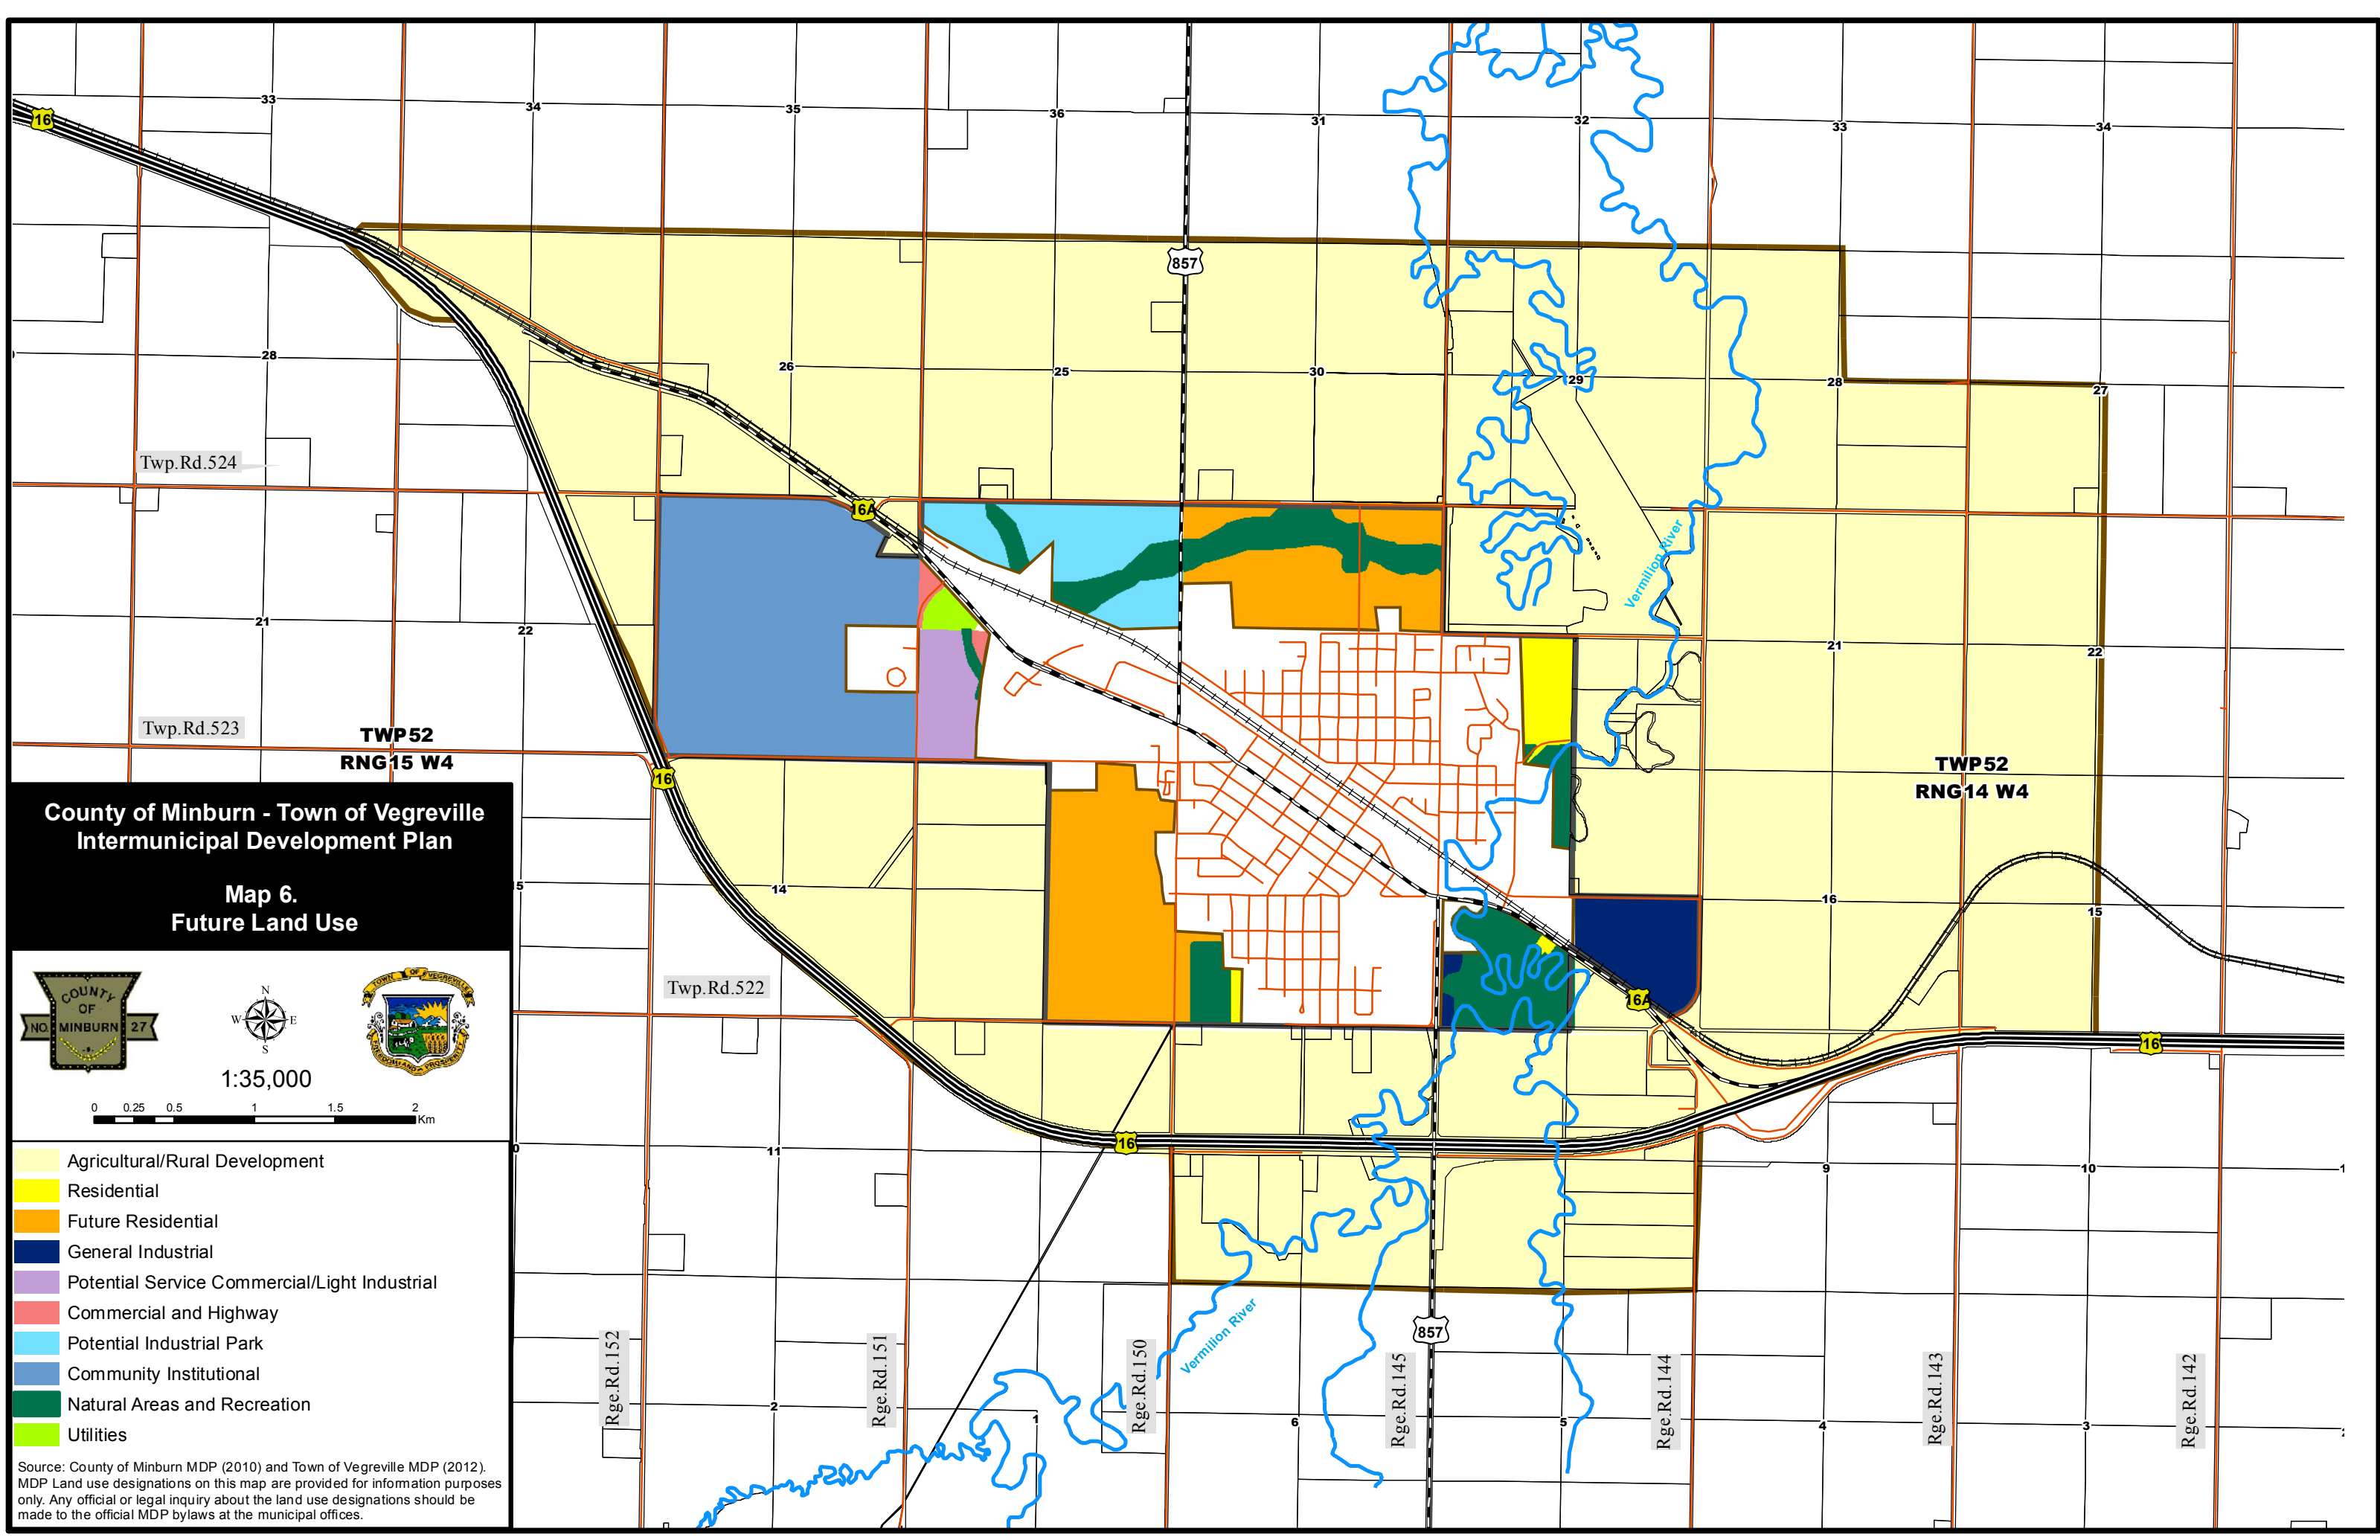 33
34
35
36
31
32
33
34
16
857
28
26
25
30
29
28
27
Twp.Rd.524
16A
Vermilion River
21
22
21
22
Twp.Rd.523
TWP52
RNG15 W4
16
TWP52
RNG14 W4
15
14
16
15
Twp.Rd.522
16A
16
16
11
9
10
Vermilion River
857
Rge.Rd.152
Rge.Rd.151
Rge.Rd.150
Rge.Rd.145
Rge.Rd.144
Rge.Rd.143
Rge.Rd.142
2
1
6
5
4
3
County of Minburn - Town of Vegreville
Intermunicipal Development Plan
Map 6.
Future Land Use
COUNTY
OF
NO. MINBURN 27
N
W E
S
TOWN OF VEGREVILLE
FREEDOM AND PROSPERITY
1:35,000
0 0.25 0.5 1 1.5 2
Km
Agricultural/Rural Development
Residential
Future Residential
General Industrial
Potential Service Commercial/Light Industrial
Commercial and Highway
Potential Industrial Park
Community Institutional
Natural Areas and Recreation
Utilities
Source: County of Minburn MDP (2010) and Town of Vegreville MDP (2012).
MDP Land use designations on this map are provided for information purposes
only. Any official or legal inquiry about the land use designations should be
made to the official MDP bylaws at the municipal offices.